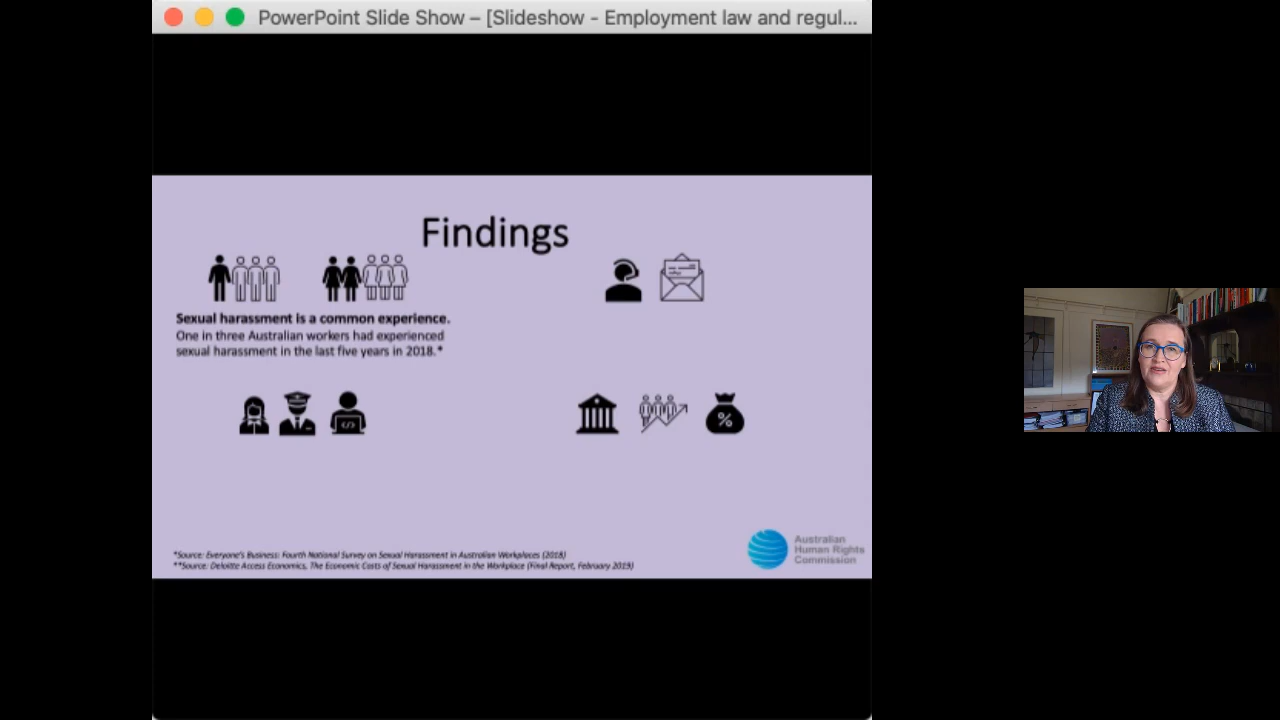 PowerPoint Slide Show – [Slideshow - Employment law and regul...
Findings
Sexual harassment is a common experience.
One in three Australian workers had experienced
sexual harassment in the last five years in 2018.*
*Source: Everyone's Business: Fourth National Survey on Sexual Harassment in Australian Workplaces (2018)
**Source: Deloitte Access Economics, The Economic Costs of Sexual Harassment in the Workplace (Final Report, February 2019)
Australian
Human Rights
Commission